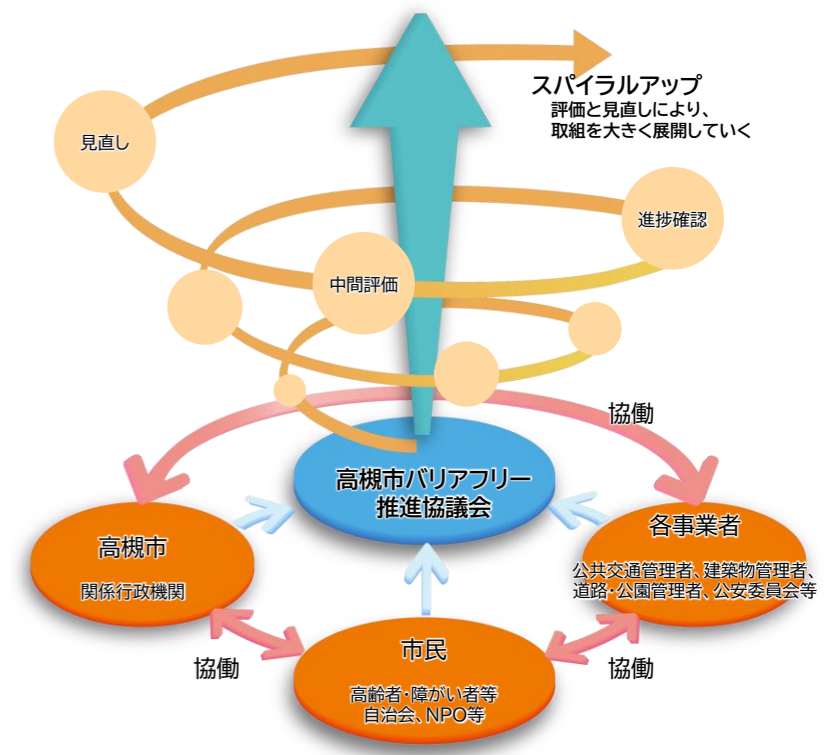 スパイラルアップ
評価と見直しにより、
取組を大きく展開していく
見直し
進捗確認
中間評価
協働
高槻市バリアフリー
推進協議会
高槻市
関係行政機関
各事業者
公共交通管理者、建築物管理者、
道路・公園管理者、公安委員会等
市民
高齢者・障がい者等
自治会、NPO等
協働
協働